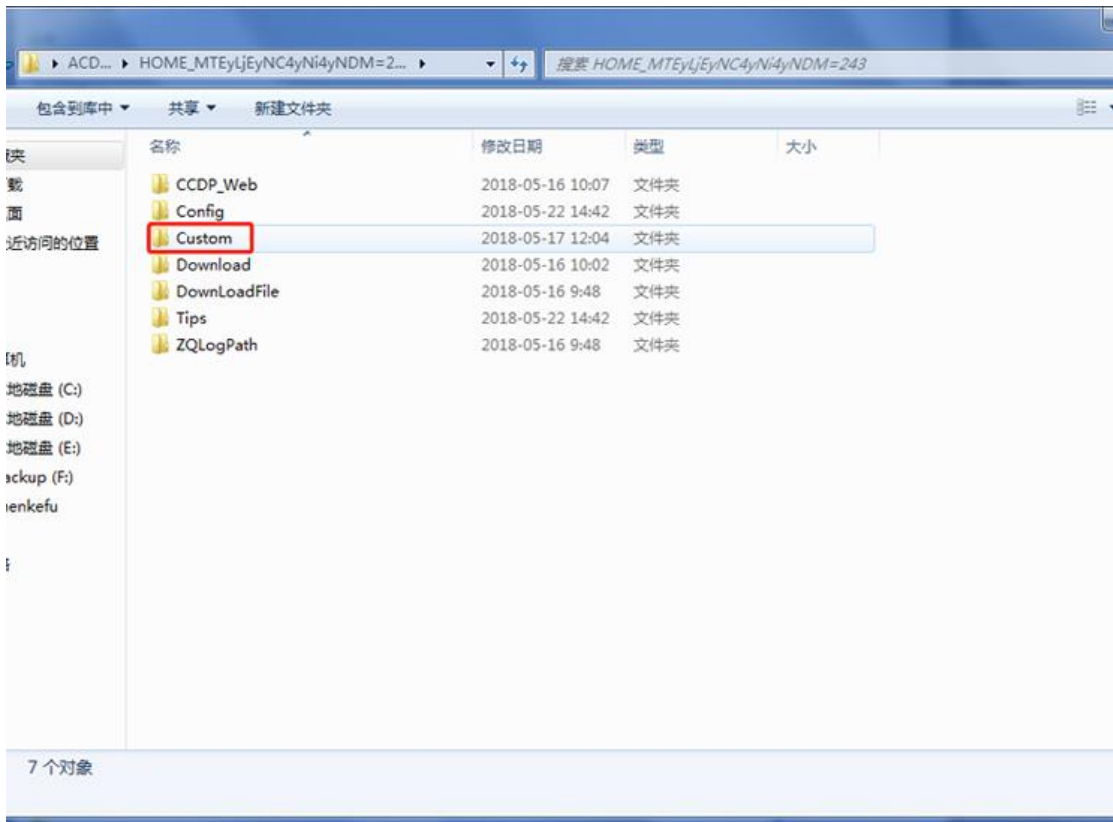 ACD... HOME_MTEyLjEyNC4yNi4yNDM=2... 搜索 HOME_MTEyLjEyNC4yNi4yNDM=243
包含到库中 共享 新建文件夹
名称 修改日期 类型 大小
CCDP_Web 2018-05-16 10:07 文件夹
Config 2018-05-22 14:42 文件夹
Custom 2018-05-17 12:04 文件夹
Download 2018-05-16 10:02 文件夹
DownLoadFile 2018-05-16 9:48 文件夹
Tips 2018-05-22 14:42 文件夹
ZQLogPath 2018-05-16 9:48 文件夹
夹
载
面
近访问的位置
机
地磁盘 (C:)
地磁盘 (D:)
地磁盘 (E:)
ackup (F:)
enkefu
7 个对象